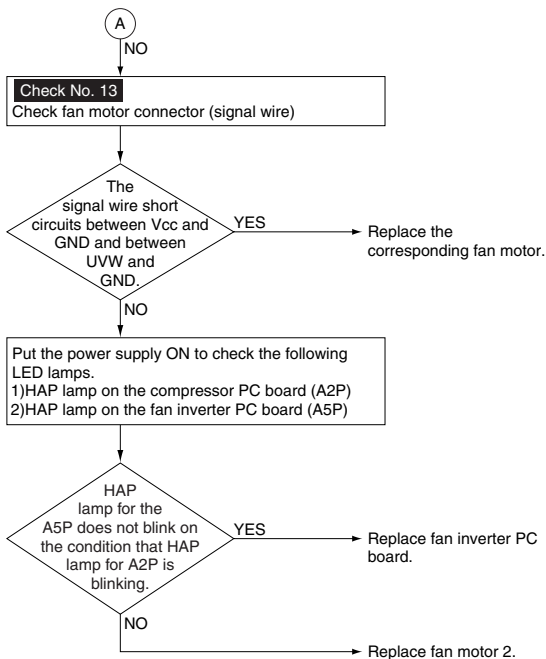 A
NO
Check No. 13
Check fan motor connector (signal wire)
The
signal wire short
circuits between Vcc and
GND and between
UVW and
GND.
YES
Replace the
corresponding fan motor.
NO
Put the power supply ON to check the following
LED lamps.
1)HAP lamp on the compressor PC board (A2P)
2)HAP lamp on the fan inverter PC board (A5P)
HAP
lamp for the
A5P does not blink on
the condition that HAP
lamp for A2P is
blinking.
YES
Replace fan inverter PC
board.
NO
Replace fan motor 2.